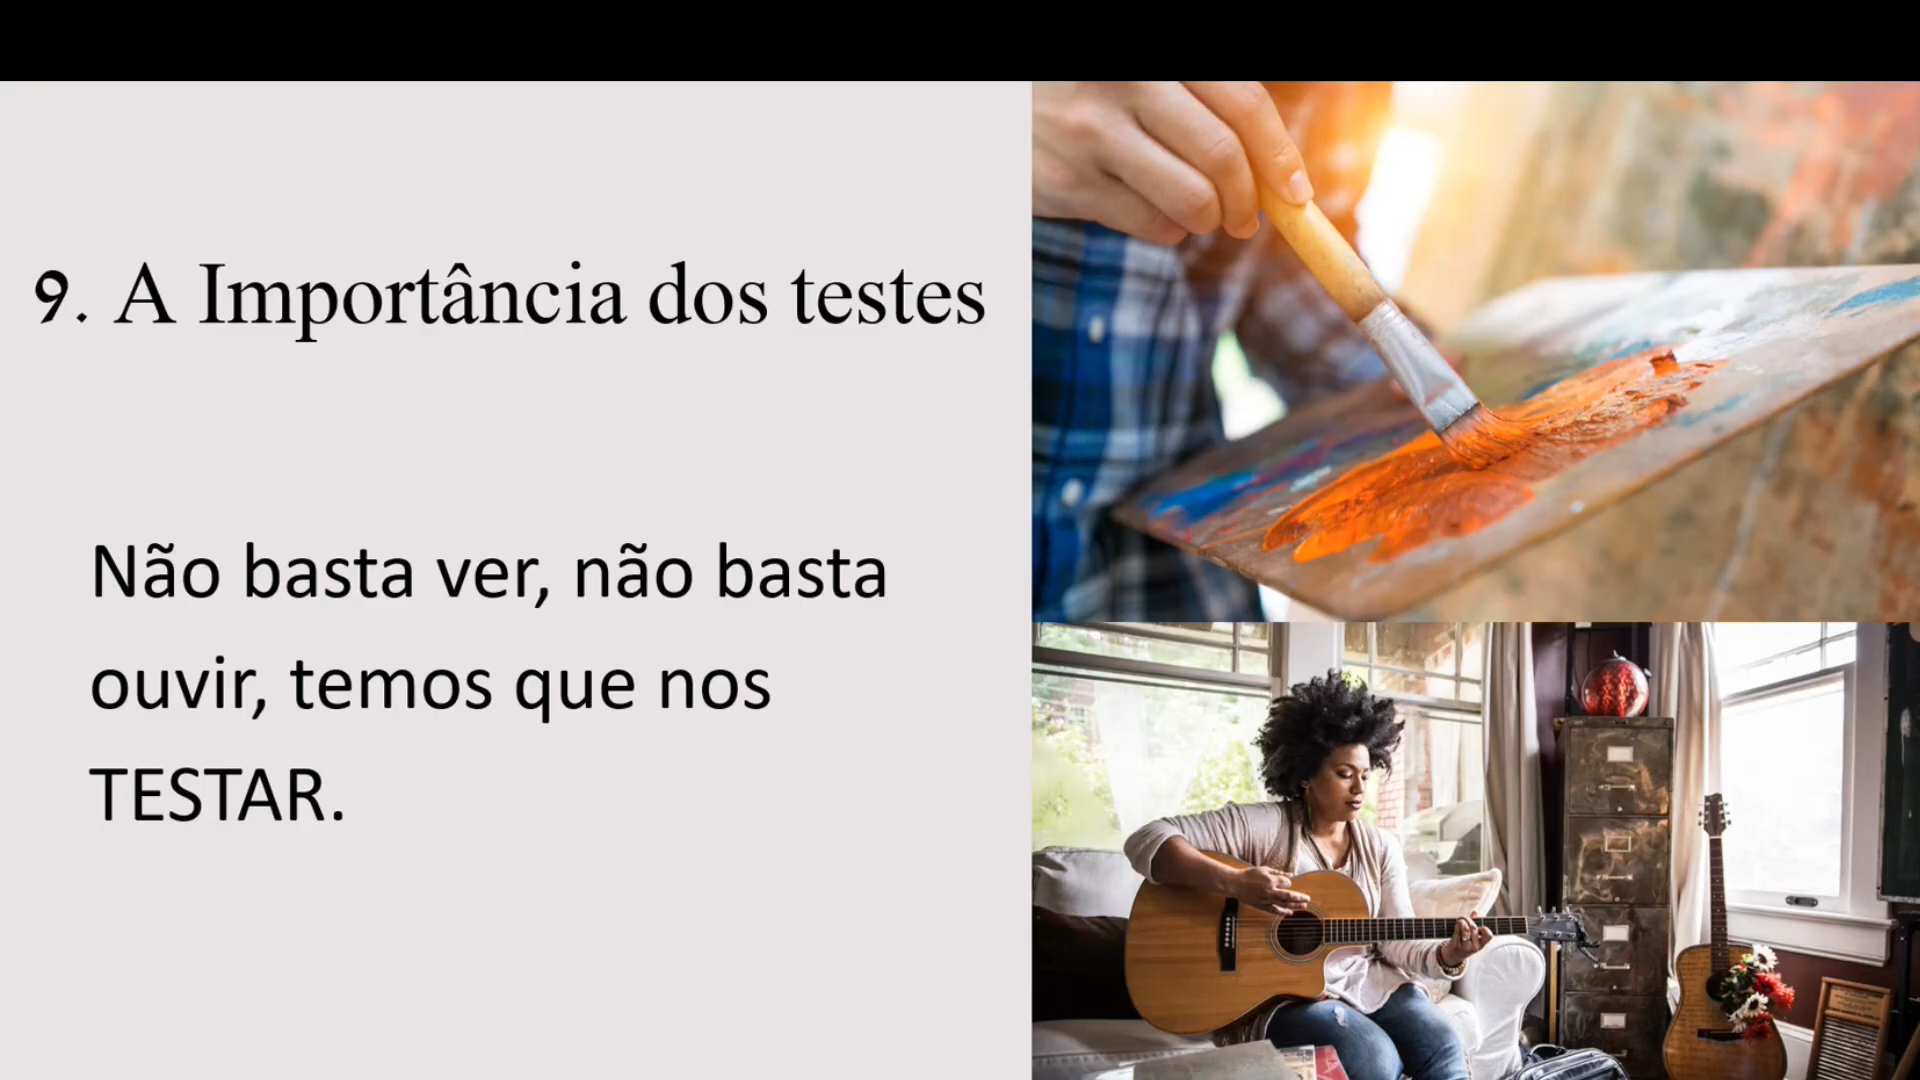 9. A Importância dos testes
Não basta ver, não basta
ouvir, temos que nos
TESTAR.